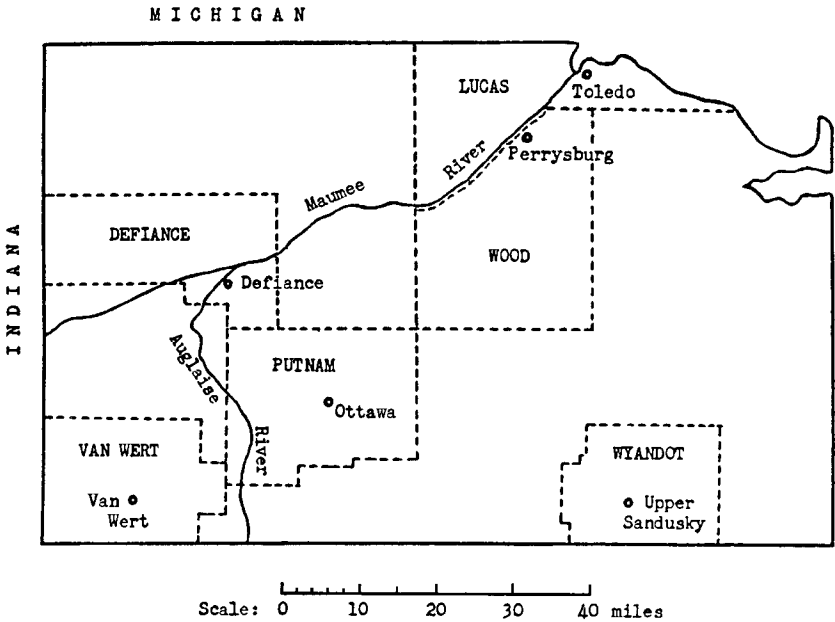 MICHIGAN
LUCAS
Toledo
Perrysburg
River
Maumee
DEFIANCE
INDIANA
WOOD
Defiance
Auglaise
PUTNAM
Ottawa
River
VAN WERT
WYANDOT
Van
Wert
Upper
Sandusky
Scale: 0 10 20 30 40 miles